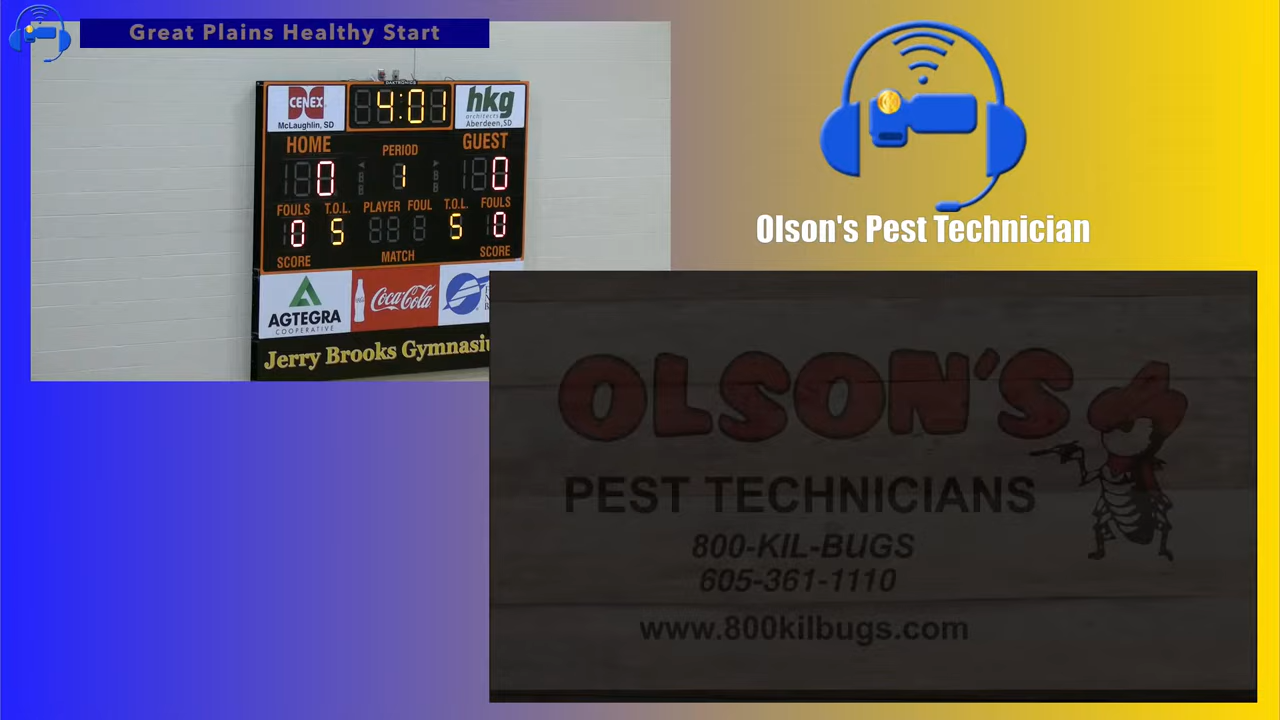 Great Plains Healthy Start
DAKTRONICS
CENEX
McLaughlin, SD
4:01
hkg
architects
Aberdeen, SD
HOME
PERIOD
GUEST
0
1
0
FOULS
T.O.L.
PLAYER
FOUL
T.O.L.
FOULS
0
5
5
0
SCORE
MATCH
SCORE
AGTEGRA
COOPERATIVE
Coca-Cola
Jerry Brooks
Olson's Pest Technician
OLSON'S
PEST TECHNICIANS
800-KIL-BUGS
605-361-1110
www.800kilbugs.com